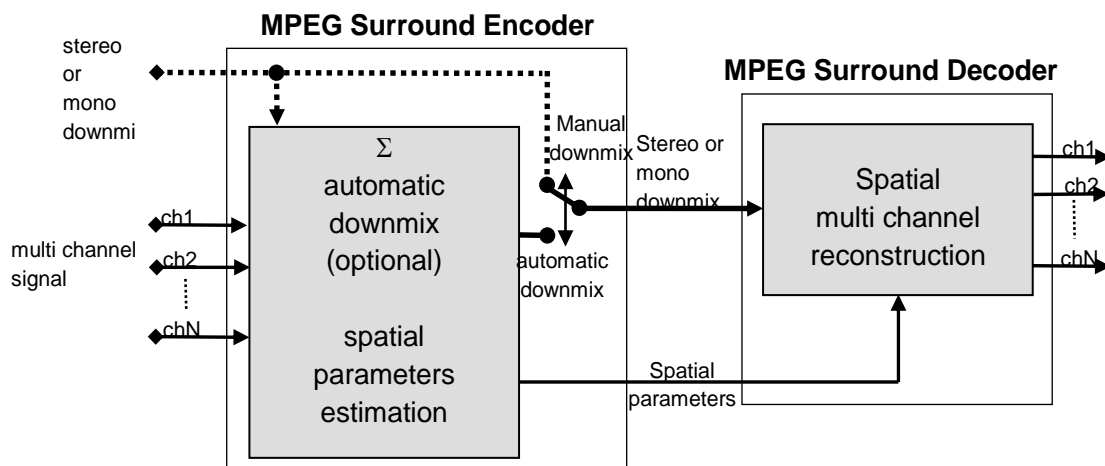 MPEG Surround Encoder
stereo
or
mono
downmi
MPEG Surround Decoder
Σ
automatic
downmix
(optional)
spatial
parameters
estimation
Manual
downmix
Stereo or
mono
downmix
automatic
downmix
multi channel
signal
ch1
ch2
chN
Spatial
parameters
Spatial
multi channel
reconstruction
ch1
ch2
chN